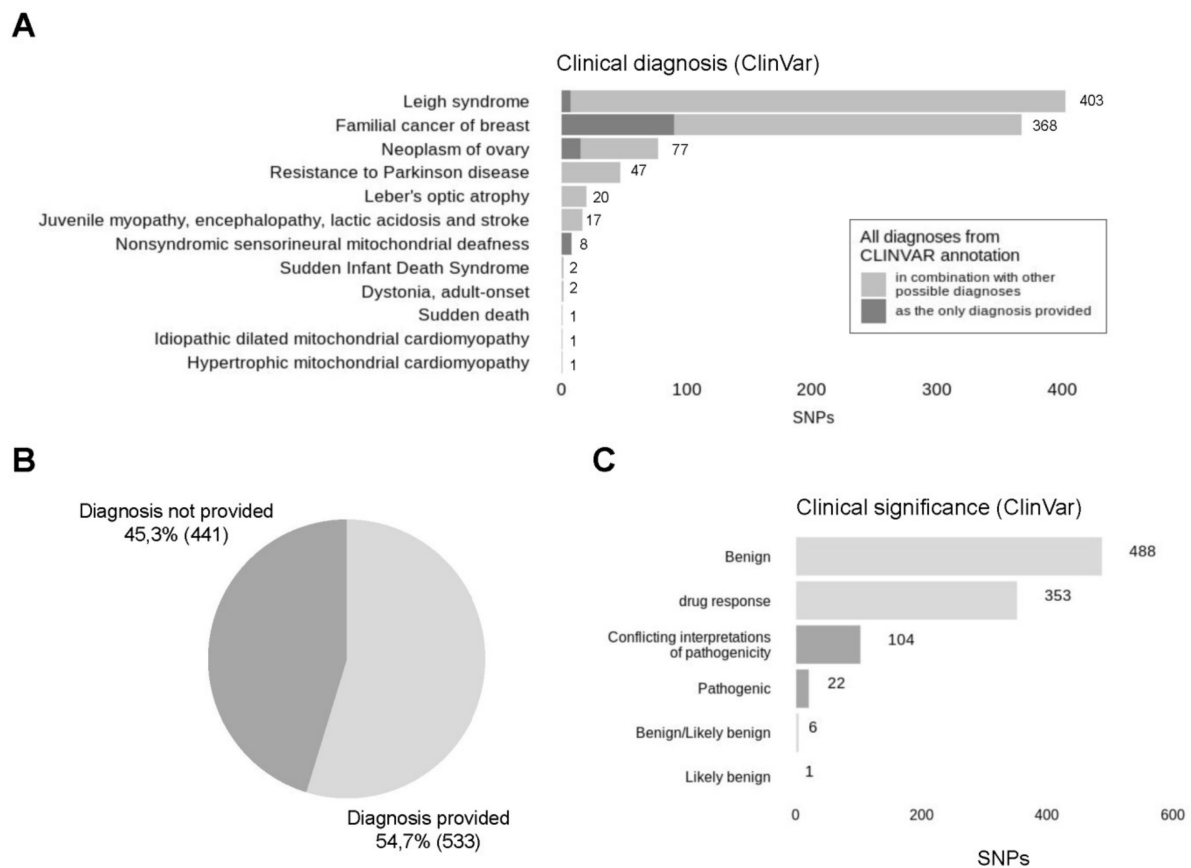 A
Clinical diagnosis (ClinVar)
Leigh syndrome
403
Familial cancer of breast
368
Neoplasm of ovary
77
Resistance to Parkinson disease
47
Leber's optic atrophy
20
Juvenile myopathy, encephalopathy, lactic acidosis and stroke
17
Nonsyndromic sensorineural mitochondrial deafness
8
Sudden Infant Death Syndrome
2
Dystonia, adult-onset
2
Sudden death
1
Idiopathic dilated mitochondrial cardiomyopathy
1
Hypertrophic mitochondrial cardiomyopathy
1
All diagnoses from
CLINVAR annotation
in combination with other
possible diagnoses
as the only diagnosis provided
0 100 200 300 400
SNPs
B
Diagnosis not provided
45,3% (441)
Diagnosis provided
54,7% (533)
C
Clinical significance (ClinVar)
Benign
488
drug response
353
Conflicting interpretations
of pathogenicity
104
Pathogenic
22
Benign/Likely benign
6
Likely benign
1
0 200 400 600
SNPs